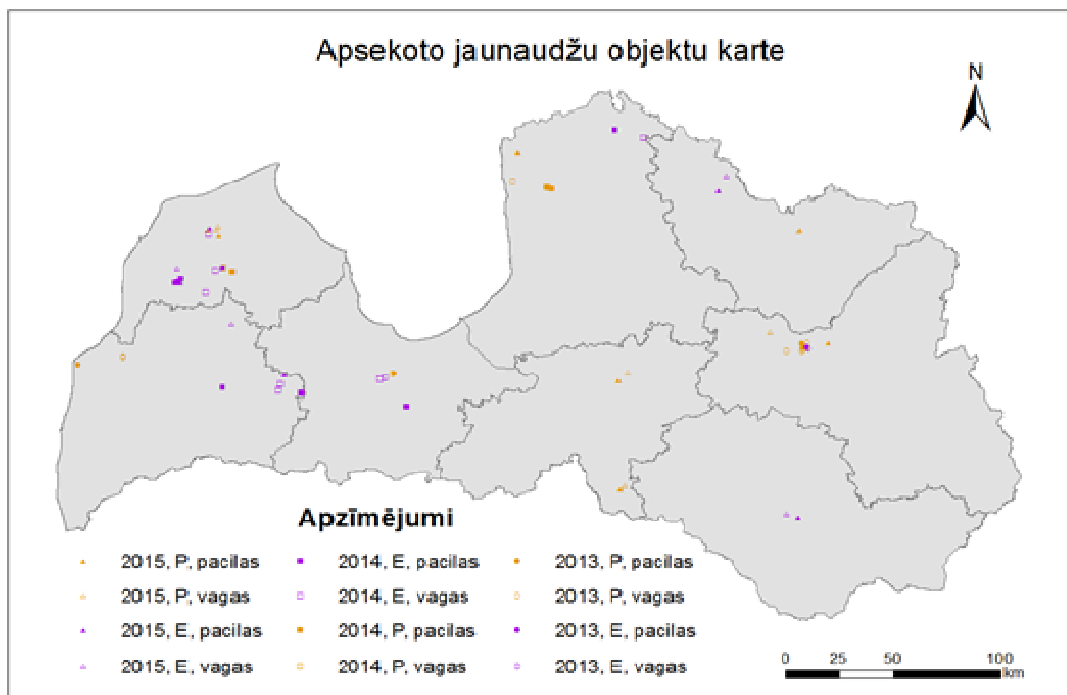 Apsekoto jaunaudžu objektu karte
N
Apzīmējumi
2015, P, pacilas
2014, E, pacilas
2013, P, pacilas
2015, P, vagas
2014, E, vagas
2013, P, vagas
2015, E, pacilas
2014, P, pacilas
2013, E, pacilas
2015, E, vagas
2014, P, vagas
2013, E, vagas
0 25 50 100
km